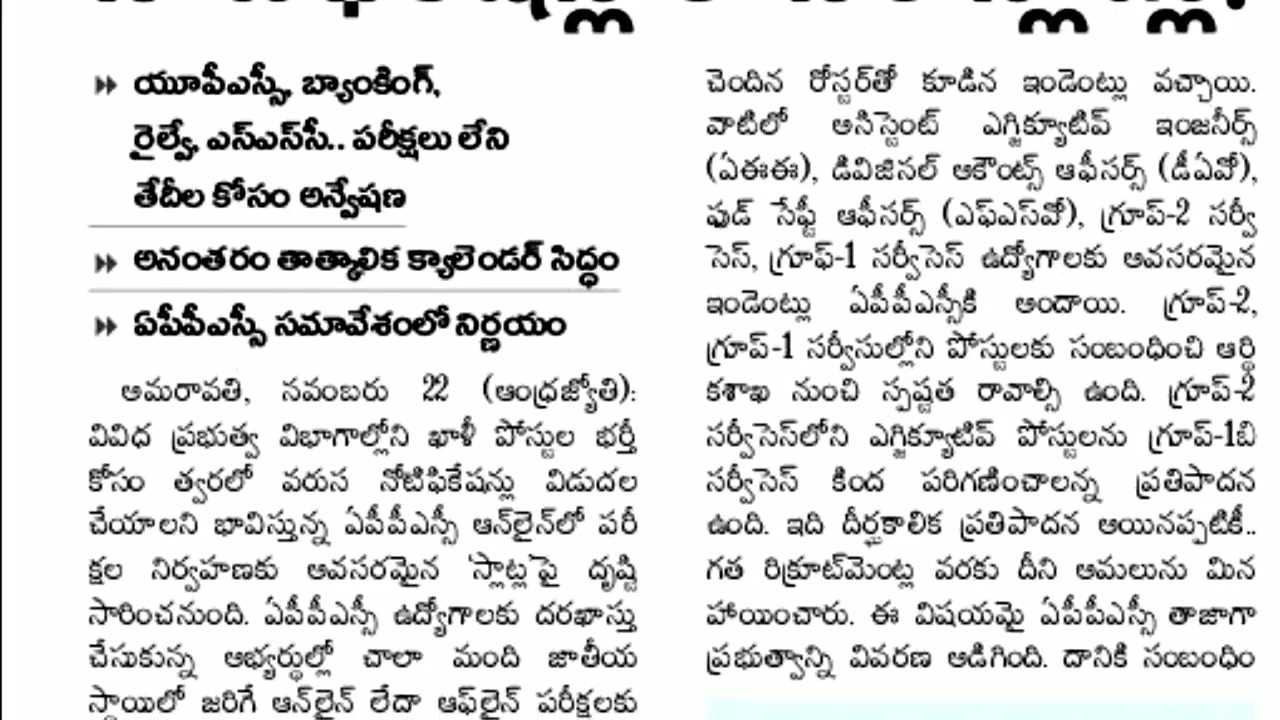 యూపీఎస్సీ, బ్యాంకింగ్,
రైల్వే, ఎస్ఎస్‌సీ.. పరీక్షలు లేని
తేదీల కోసం అన్వేషణ
అనంతరం తాత్కాలిక క్యాలెండర్ సిద్ధం
ఏపీపీఎస్సీ సమావేశంలో నిర్ణయం
అమరావతి, నవంబరు 22 (ఆంధ్రజ్యోతి):
వివిధ ప్రభుత్వ విభాగాల్లోని ఖాళీ పోస్టుల భర్తీ
కోసం త్వరలో వరుస నోటిఫికేషన్లు విడుదల
చేయాలని భావిస్తున్న ఏపీపీఎస్సీ ఆన్‌లైన్‌లో పరీ
క్షల నిర్వహణకు అవసరమైన ‘స్లాట్ల’పై దృష్టి
సారించనుంది. ఏపీపీఎస్సీ ఉద్యోగాలకు దరఖాస్తు
చేసుకున్న అభ్యర్థుల్లో చాలా మంది జాతీయ
స్థాయిలో జరిగే ఆన్‌లైన్ లేదా ఆఫ్‌లైన్ పరీక్షలకు
చెందిన రోస్టర్‌తో కూడిన ఇండెంట్లు వచ్చాయి.
వాటిలో అసిస్టెంట్ ఎగ్జిక్యూటివ్ ఇంజనీర్స్
(ఏఈఈ), డివిజినల్ ఆకౌంట్స్ ఆఫీసర్స్ (డీఏవో),
ఫుడ్ సేఫ్టీ ఆఫీసర్స్ (ఎఫ్ఎస్‌వో), గ్రూప్-2 సర్వీ
సెస్, గ్రూఫ్-1 సర్వీసెస్ ఉద్యోగాలకు అవసరమైన
ఇండెంట్లు ఏపీపీఎస్సీకి అందాయి. గ్రూప్-2,
గ్రూప్-1 సర్వీసుల్లోని పోస్టులకు సంబంధించి ఆర్థి
కశాఖ నుంచి స్పష్టత రావాల్సి ఉంది. గ్రూప్-2
సర్వీసెస్‌లోని ఎగ్జిక్యూటివ్ పోస్టులను గ్రూప్-1బి
సర్వీసెస్ కింద పరిగణించాలన్న ప్రతిపాదన
ఉంది. ఇది దీర్ఘకాలిక ప్రతిపాదన అయినప్పటికీ..
గత రిక్రూట్‌మెంట్ల వరకు దీని అమలును మిన
హాయించారు. ఈ విషయమై ఏపీపీఎస్సీ తాజాగా
ప్రభుత్వాన్ని వివరణ అడిగింది. దానికి సంబంధిం